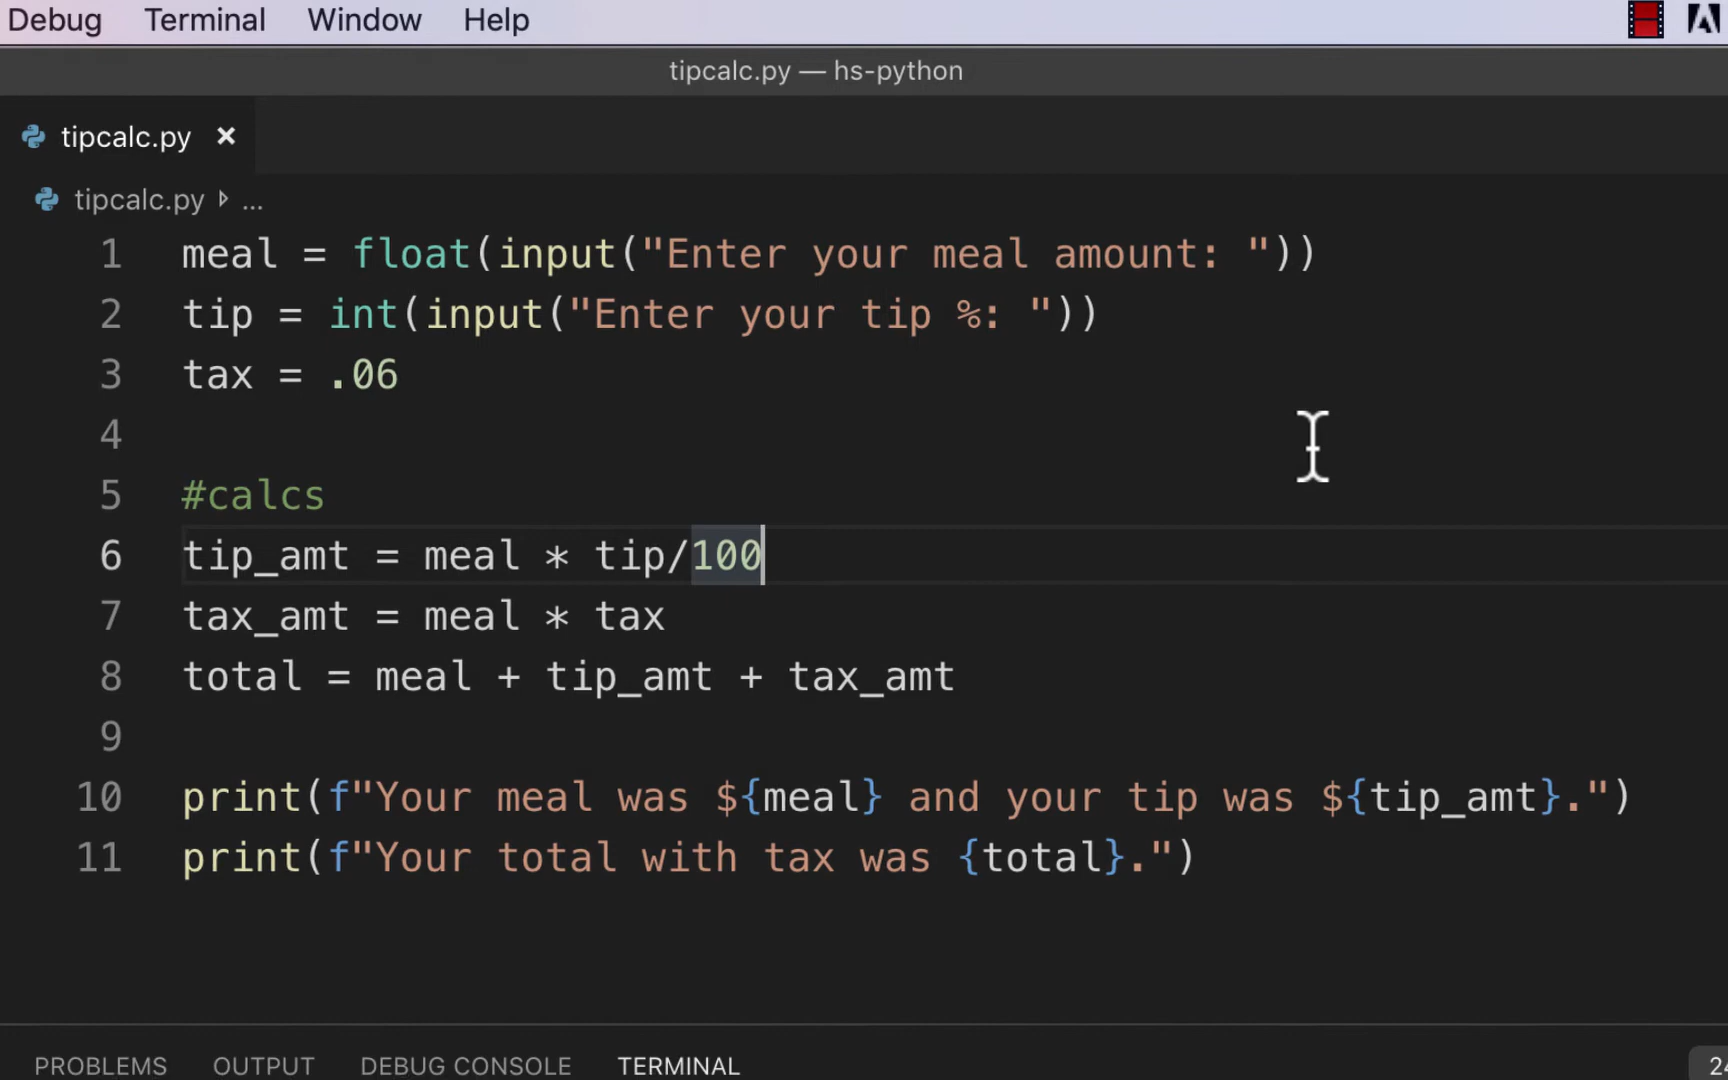 Debug Terminal Window Help
tipcalc.py — hs-python
tipcalc.py ×
tipcalc.py ...
1 meal = float(input("Enter your meal amount: "))
2 tip = int(input("Enter your tip %: "))
3 tax = .06
4
5 #calcs
6 tip_amt = meal * tip/100
7 tax_amt = meal * tax
8 total = meal + tip_amt + tax_amt
9
10 print(f"Your meal was ${meal} and your tip was ${tip_amt}.")
11 print(f"Your total with tax was {total}.")
PROBLEMS OUTPUT DEBUG CONSOLE TERMINAL